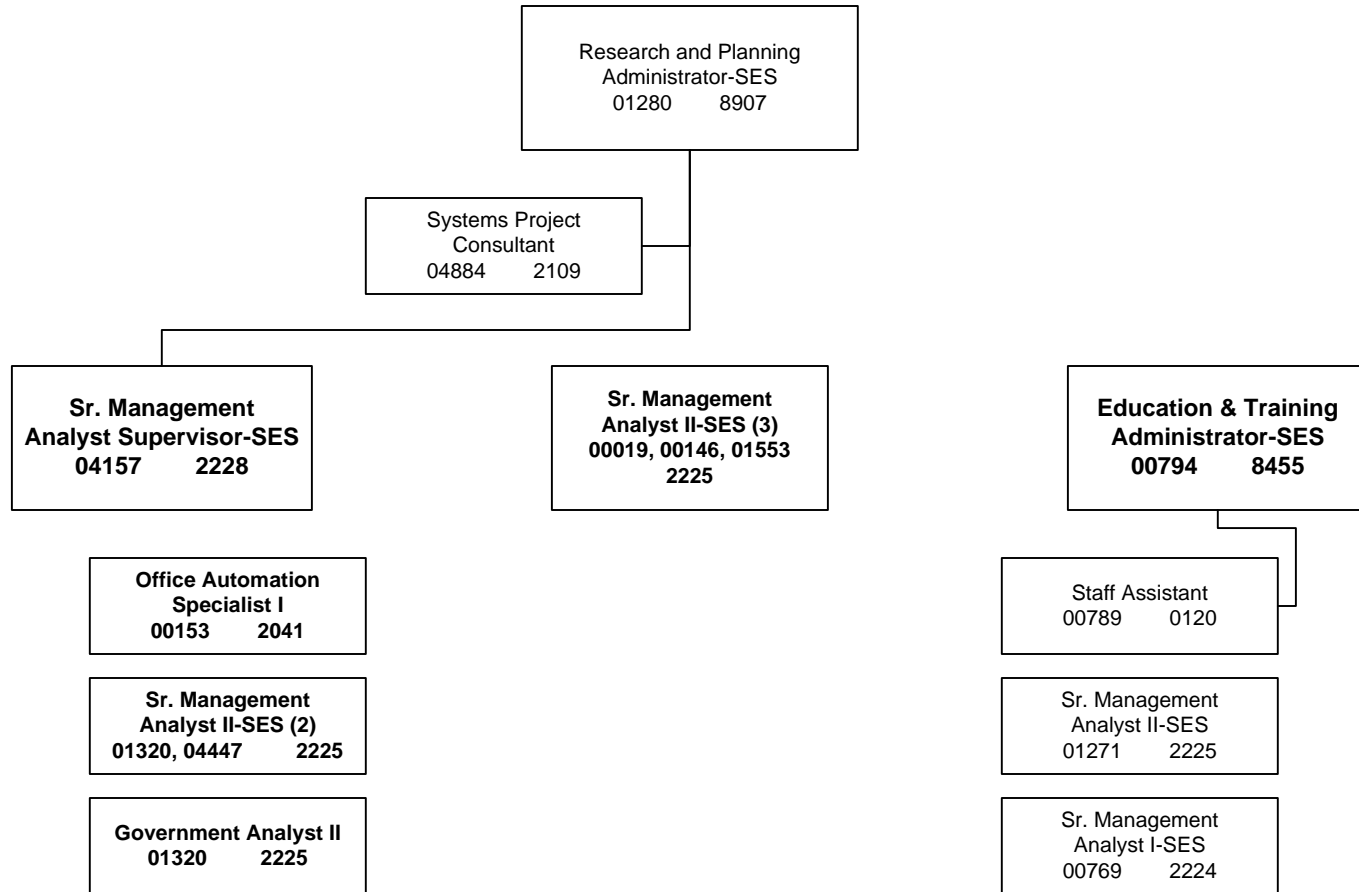 Research and Planning
Administrator-SES
01280 8907
Systems Project
Consultant
04884 2109
Sr. Management
Analyst Supervisor-SES
04157 2228
Sr. Management
Analyst II-SES (3)
00019, 00146, 01553
2225
Education & Training
Administrator-SES
00794 8455
Office Automation
Specialist I
00153 2041
Sr. Management
Analyst II-SES (2)
01320, 04447 2225
Government Analyst II
01320 2225
Staff Assistant
00789 0120
Sr. Management
Analyst II-SES
01271 2225
Sr. Management
Analyst I-SES
00769 2224